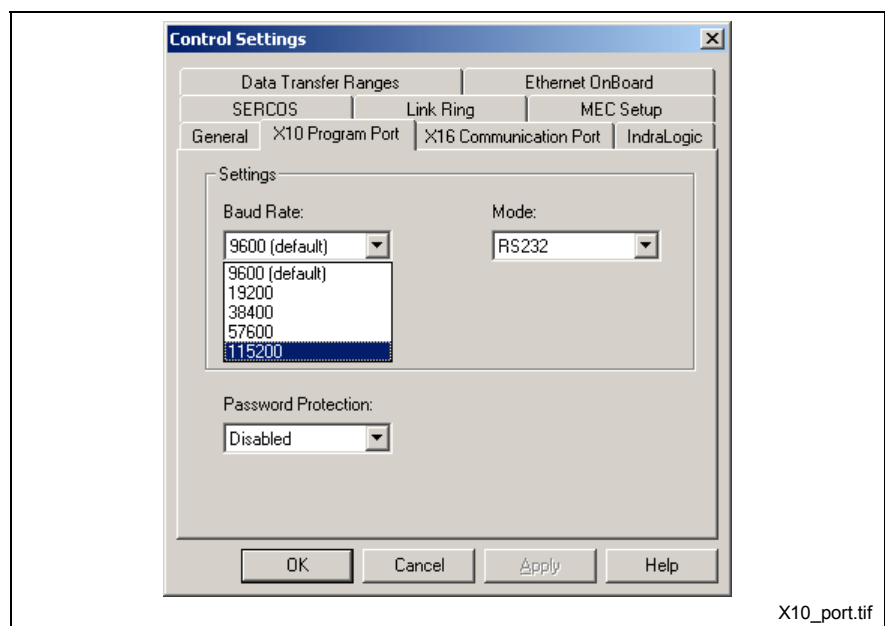 Control Settings
Data Transfer Ranges Ethernet OnBoard
SERCOS Link Ring MEC Setup
General X10 Program Port X16 Communication Port IndraLogic
Settings
Baud Rate: Mode:
9600 (default) RS232
9600 (default)
19200
38400
57600
115200
Password Protection:
Disabled
OK Cancel Apply Help
X10_port.tif